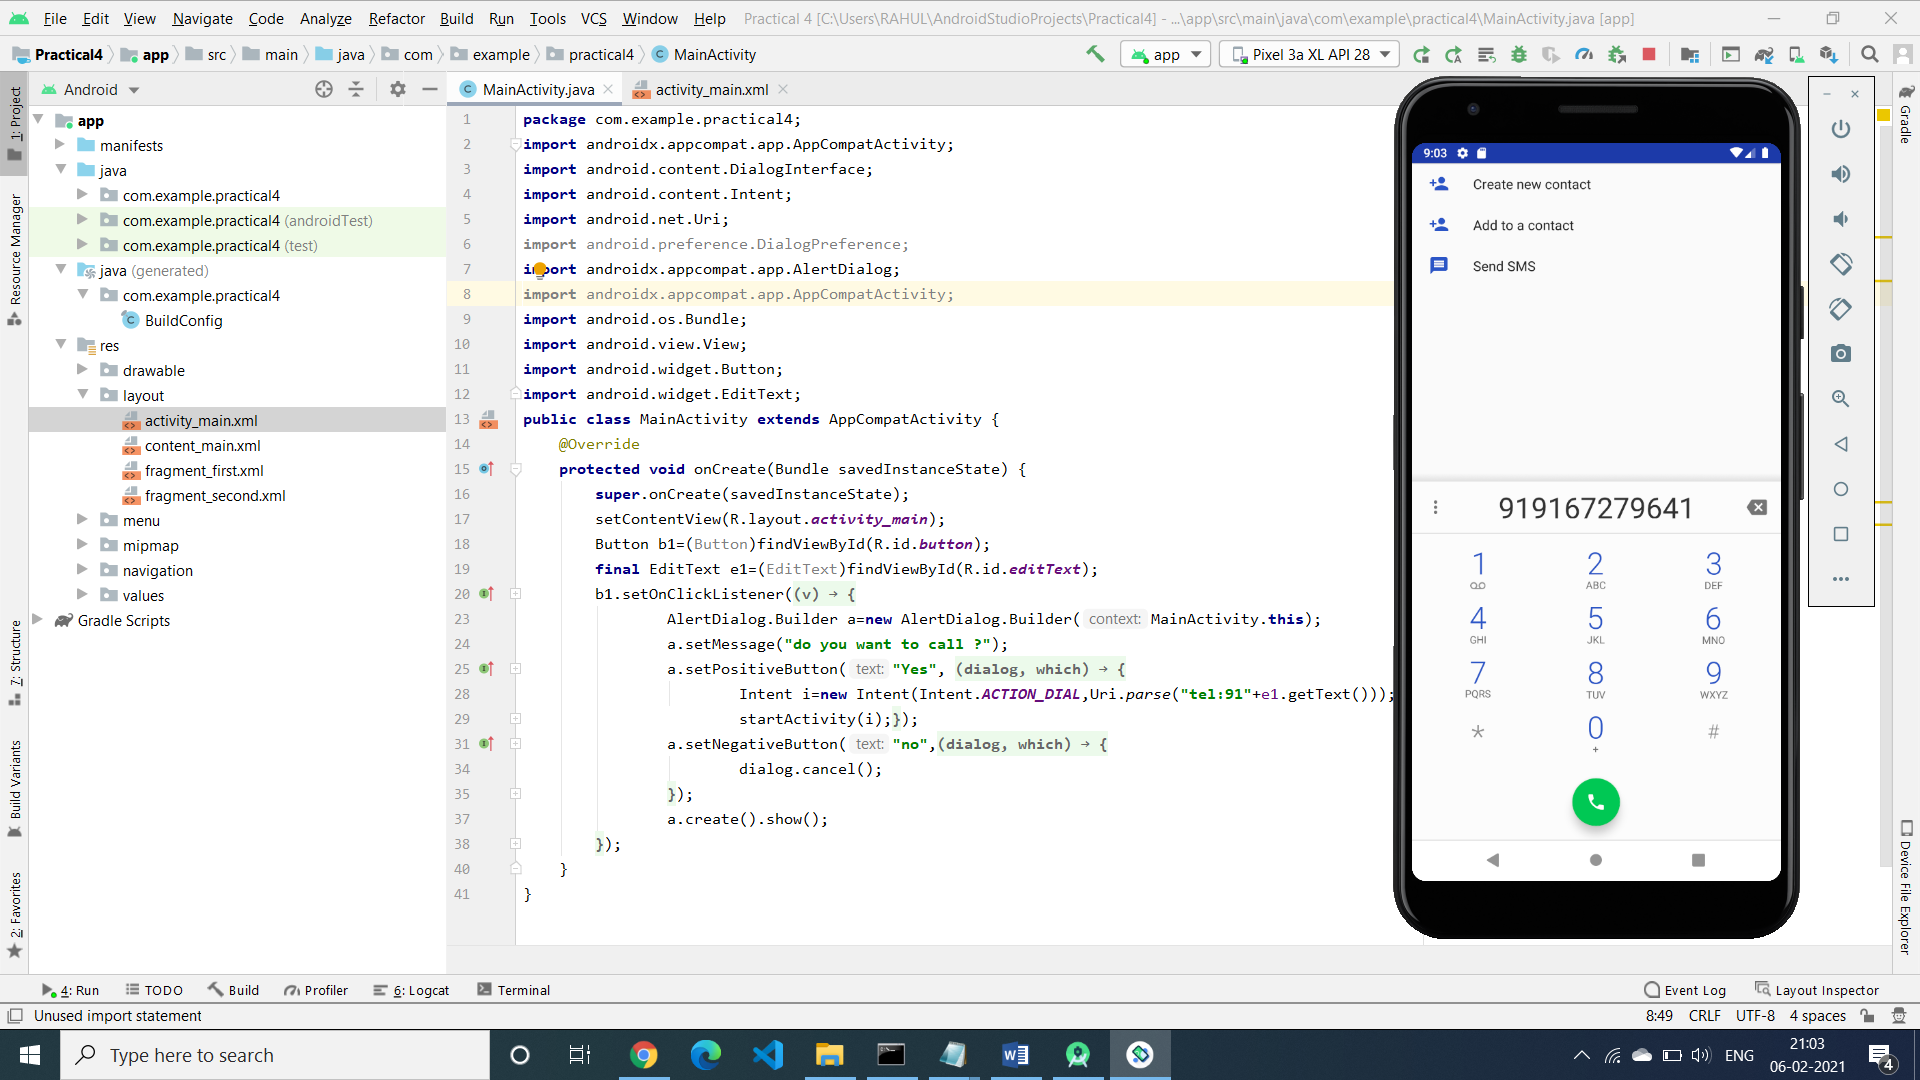 File Edit View Navigate Code Analyze Refactor Build Run Tools VCS Window Help Practical 4 [C:\Users\RAHUL\AndroidStudioProjects\Practical4] - ...\app\src\main\java\com\example\practical4\MainActivity.java [app]
Practical4 app src main java com example practical4 MainActivity app Pixel 3a XL API 28
1: Project
Resource Manager
7: Structure
Build Variants
2: Favorites
Android
app
manifests
java
com.example.practical4
com.example.practical4 (androidTest)
com.example.practical4 (test)
java (generated)
com.example.practical4
BuildConfig
res
drawable
layout
activity_main.xml
content_main.xml
fragment_first.xml
fragment_second.xml
menu
mipmap
navigation
values
Gradle Scripts
MainActivity.java activity_main.xml
1 package com.example.practical4;
2 import androidx.appcompat.app.AppCompatActivity;
3 import android.content.DialogInterface;
4 import android.content.Intent;
5 import android.net.Uri;
6 import android.preference.DialogPreference;
7 import androidx.appcompat.app.AlertDialog;
8 import androidx.appcompat.app.AppCompatActivity;
9 import android.os.Bundle;
10 import android.view.View;
11 import android.widget.Button;
12 import android.widget.EditText;
13 public class MainActivity extends AppCompatActivity {
14 @Override
15 protected void onCreate(Bundle savedInstanceState) {
16 super.onCreate(savedInstanceState);
17 setContentView(R.layout.activity_main);
18 Button b1=(Button)findViewById(R.id.button);
19 final EditText e1=(EditText)findViewById(R.id.editText);
20 b1.setOnClickListener((v) → {
23 AlertDialog.Builder a=new AlertDialog.Builder( context: MainActivity.this);
24 a.setMessage("do you want to call ?");
25 a.setPositiveButton( text: "Yes", (dialog, which) → {
28 Intent i=new Intent(Intent.ACTION_DIAL,Uri.parse("tel:91"+e1.getText()));
29 startActivity(i);});
31 a.setNegativeButton( text: "no",(dialog, which) → {
34 dialog.cancel();
35 });
37 a.create().show();
38 });
40 }
41 }
9:03
Create new contact
Add to a contact
Send SMS
919167279641
1 2 3
ABC DEF
4 5 6
GHI JKL MNO
7 8 9
PQRS TUV WXYZ
* 0 #
+
Gradle
Device File Explorer
4: Run TODO Build Profiler 6: Logcat Terminal Event Log Layout Inspector
Unused import statement 8:49 CRLF UTF-8 4 spaces
Type here to search ENG 21:03
06-02-2021 4